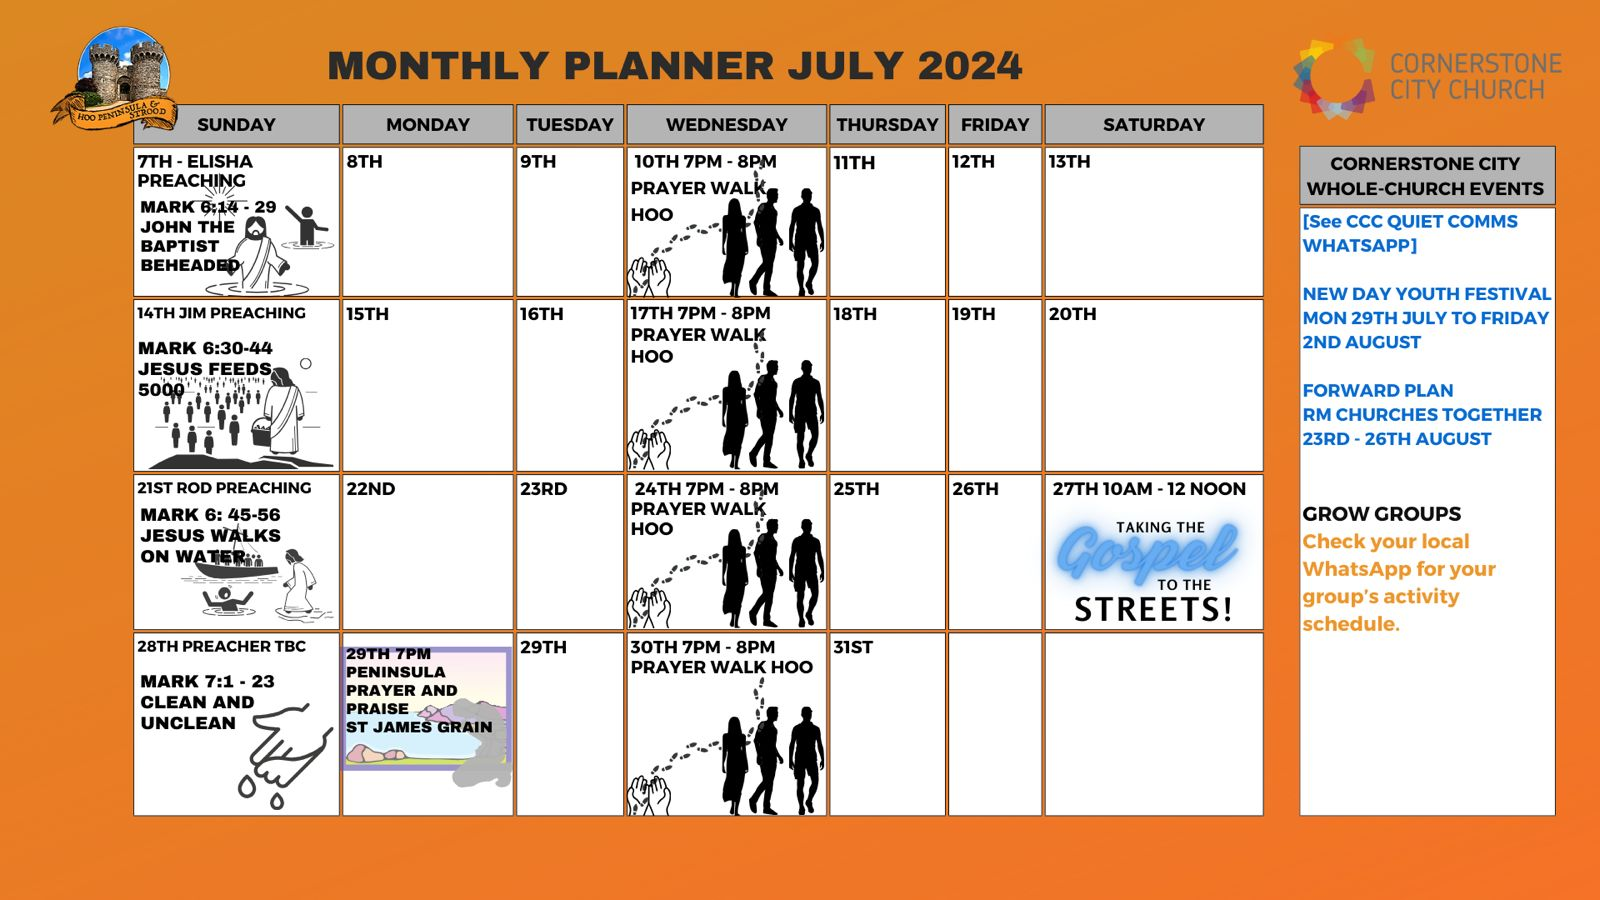 MONTHLY PLANNER JULY 2024
HOO PENINSULA &
STROOD
CORNERSTONE
CITY CHURCH
SUNDAY
MONDAY
TUESDAY
WEDNESDAY
THURSDAY
FRIDAY
SATURDAY
7TH - ELISHA
PREACHING
MARK 6:14 - 29
JOHN THE
BAPTIST
BEHEADED
8TH
9TH
10TH 7PM - 8PM
PRAYER WALK
HOO
11TH
12TH
13TH
14TH JIM PREACHING
MARK 6:30-44
JESUS FEEDS
5000
15TH
16TH
17TH 7PM - 8PM
PRAYER WALK
HOO
18TH
19TH
20TH
21ST ROD PREACHING
MARK 6: 45-56
JESUS WALKS
ON WATER
22ND
23RD
24TH 7PM - 8PM
PRAYER WALK
HOO
25TH
26TH
27TH 10AM - 12 NOON
TAKING THE
Gospel
TO THE
STREETS!
28TH PREACHER TBC
MARK 7:1 - 23
CLEAN AND
UNCLEAN
29TH 7PM
PENINSULA
PRAYER AND
PRAISE
ST JAMES GRAIN
29TH
30TH 7PM - 8PM
PRAYER WALK HOO
31ST
CORNERSTONE CITY
WHOLE-CHURCH EVENTS
[See CCC QUIET COMMS
WHATSAPP]
NEW DAY YOUTH FESTIVAL
MON 29TH JULY TO FRIDAY
2ND AUGUST
FORWARD PLAN
RM CHURCHES TOGETHER
23RD - 26TH AUGUST
GROW GROUPS
Check your local
WhatsApp for your
group's activity
schedule.